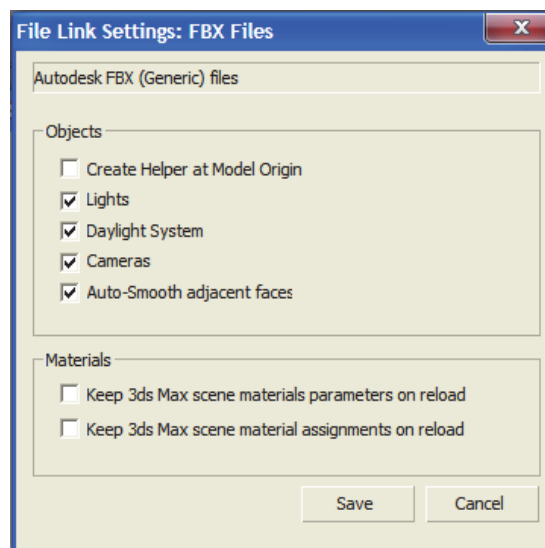 File Link Settings: FBX Files
Autodesk FBX (Generic) files
Objects
Create Helper at Model Origin
Lights
Daylight System
Cameras
Auto-Smooth adjacent faces
Materials
Keep 3ds Max scene materials parameters on reload
Keep 3ds Max scene material assignments on reload
Save Cancel